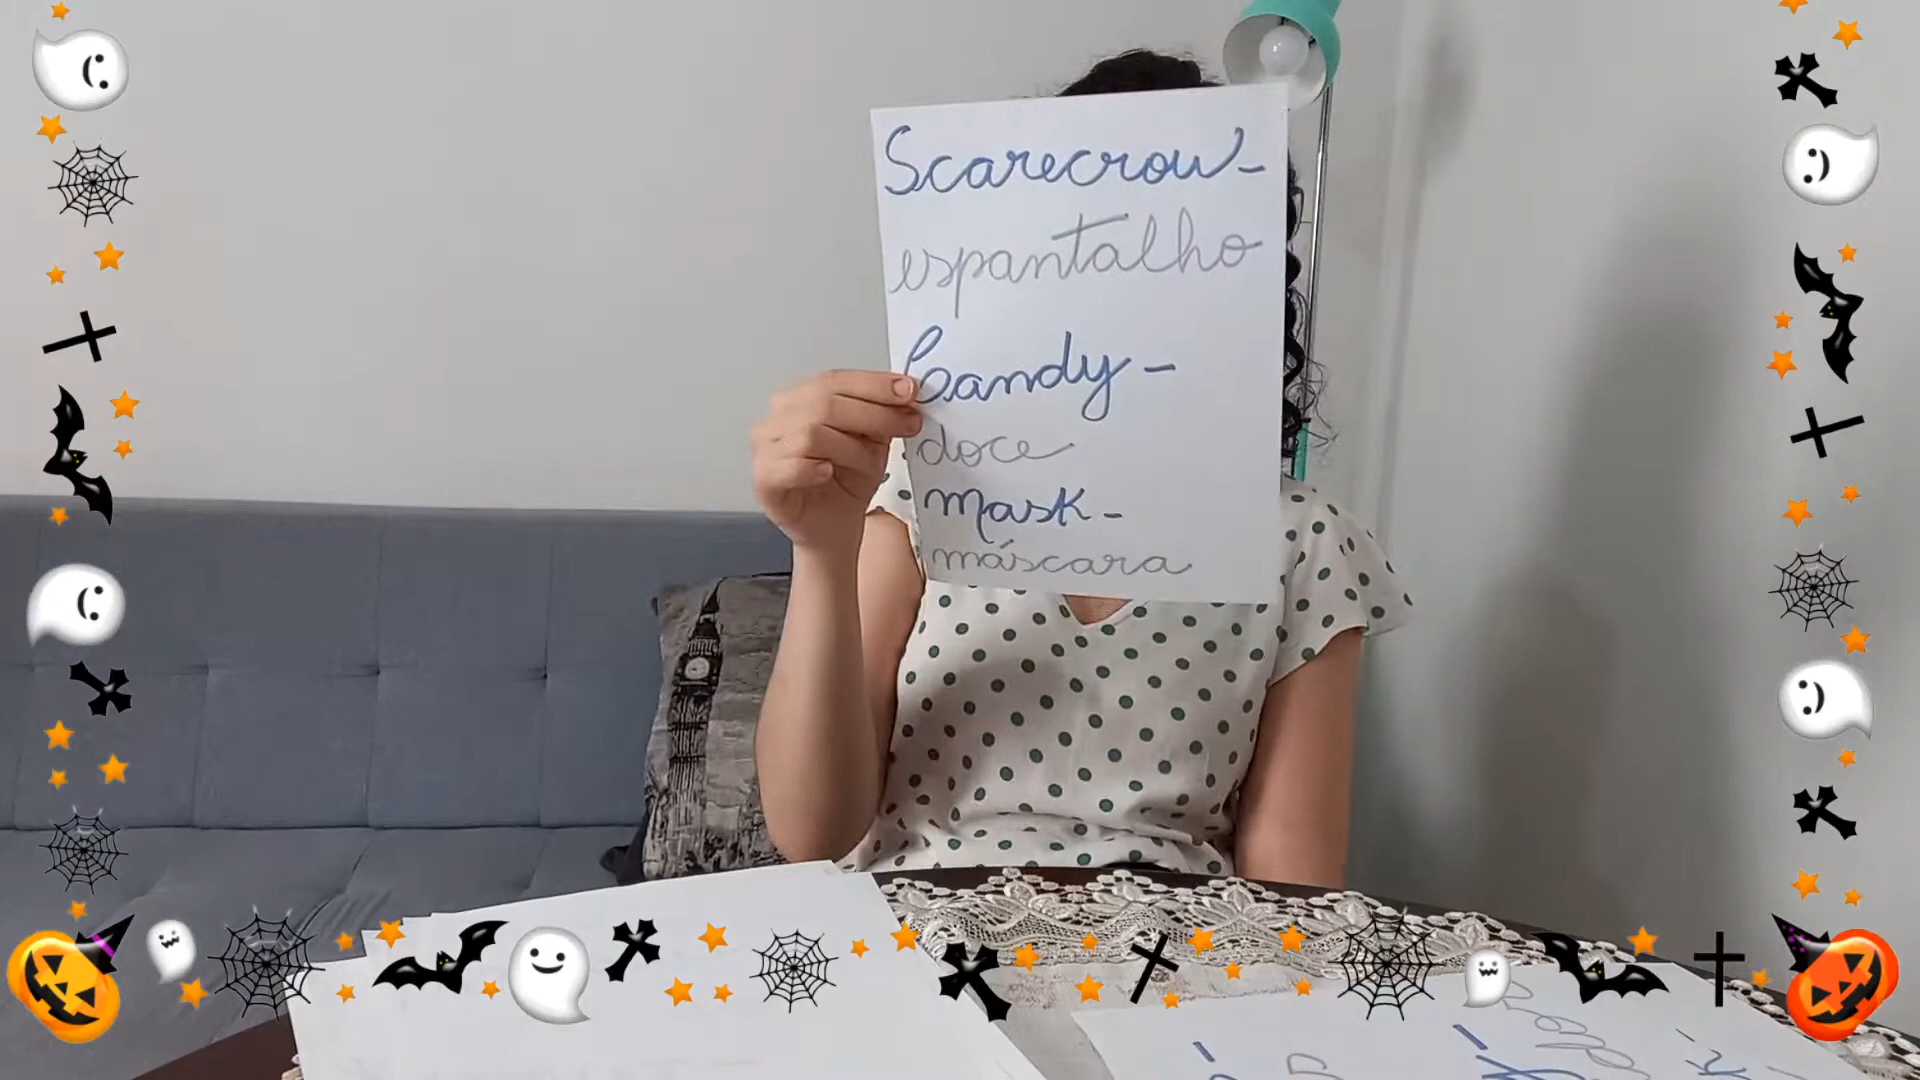 Scarecrow-
espantalho
Candy-
doce
mask-
máscara